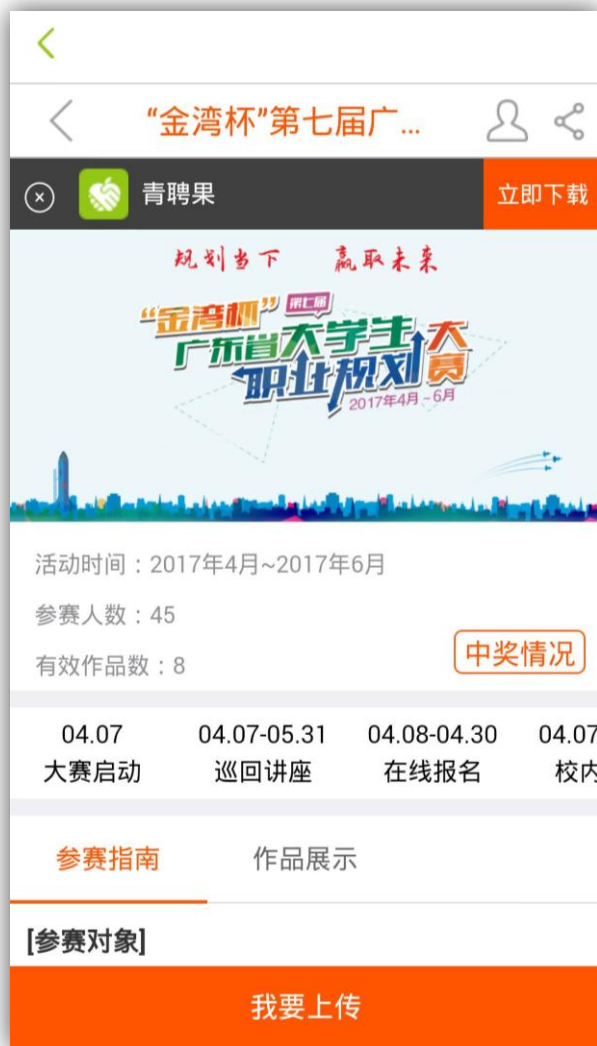 “金湾杯”第七届广...
青聘果
立即下载
规划当下 赢取未来
“金湾杯”第七届
广东省大学生
职业规划大赛
2017年4月-6月
活动时间：2017年4月~2017年6月
参赛人数：45
有效作品数：8
中奖情况
04.07 04.07-05.31 04.08-04.30 04.07
大赛启动 巡回讲座 在线报名 校内
参赛指南 作品展示
[参赛对象]
我要上传